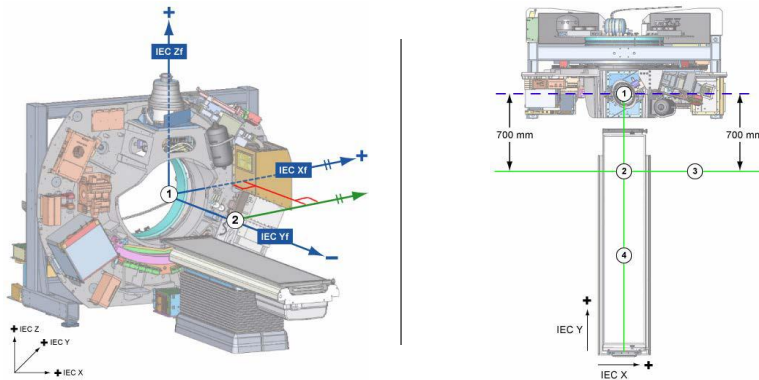 +
IEC Zf
IEC Xf
+
1
2
IEC Yf
−
+ IEC Z
+ IEC Y
+ IEC X
1
700 mm
700 mm
2
3
4
+
IEC Y
+
IEC X